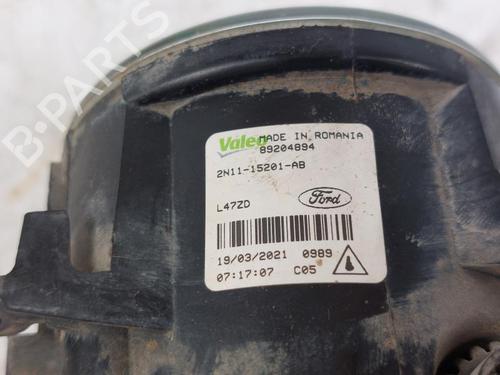 Valeo MADE IN ROMANIA
89204894
2N11-15201-AB
L47ZD Ford
19/03/2021 0989
07:17:07 C05
B-Parts